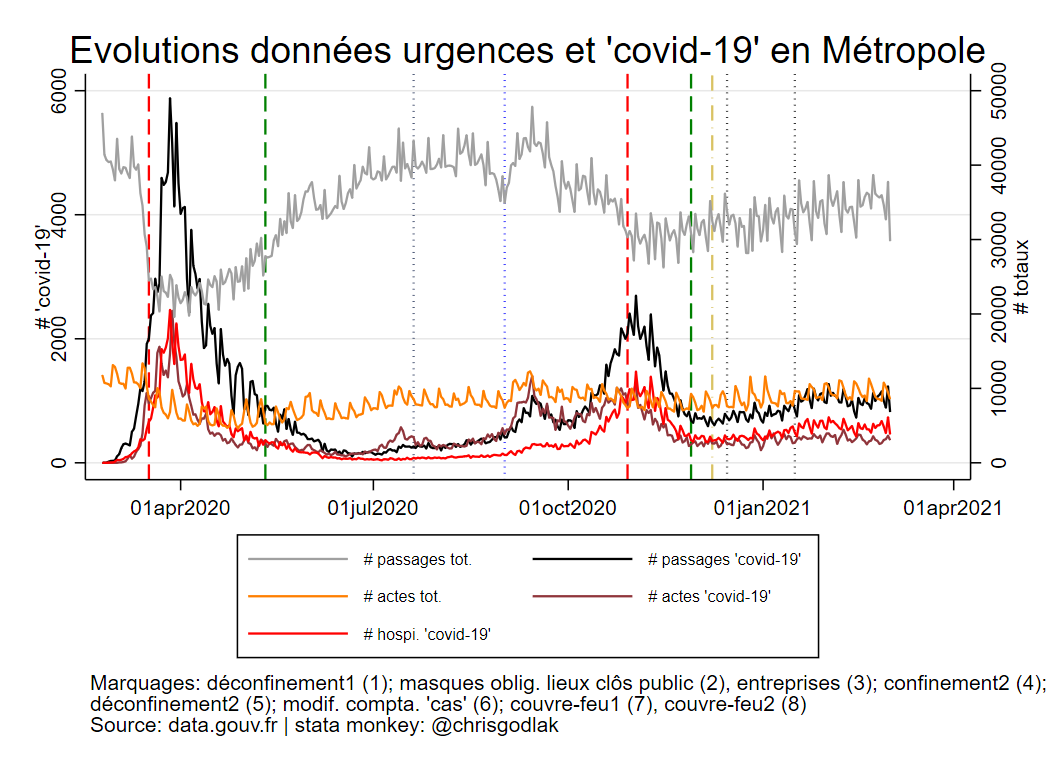 Evolutions données urgences et 'covid-19' en Métropole
# 'covid-19'
6000
4000
2000
0
# totaux
50000
40000
30000
20000
10000
0
01apr2020 01jul2020 01oct2020 01jan2021 01apr2021
# passages tot. # passages 'covid-19'
# actes tot. # actes 'covid-19'
# hospi. 'covid-19'
Marquages: déconfinement1 (1); masques oblig. lieux clôs public (2), entreprises (3); confinement2 (4);
déconfinement2 (5); modif. compta. 'cas' (6); couvre-feu1 (7), couvre-feu2 (8)
Source: data.gouv.fr | stata monkey: @chrisgodlak